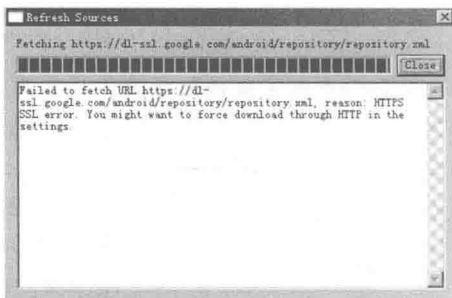 Refresh Sources
Fetching https://dl-ssl.google.com/android/repository/repository.xml
Close
Failed to fetch URL https://dl-
ssl.google.com/android/repository/repository.xml, reason: HTTPS
SSL error. You might want to force download through HTTP in the
settings.